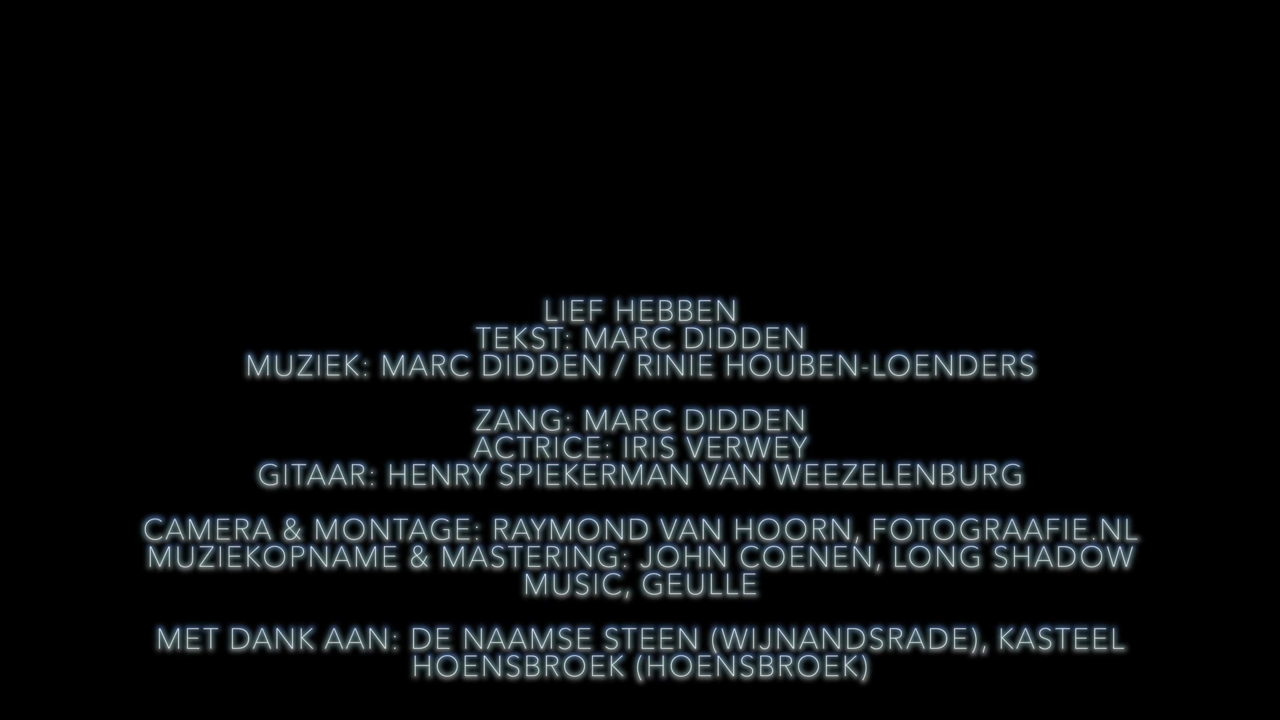 LIEF HEBBEN
TEKST: MARC DIDDEN
MUZIEK: MARC DIDDEN / RINIE HOUBEN-LOENDERS
ZANG: MARC DIDDEN
ACTRICE: IRIS VERWEY
GITAAR: HENRY SPIEKERMAN VAN WEEZELENBURG
CAMERA & MONTAGE: RAYMOND VAN HOORN, FOTOGRAAFIE.NL
MUZIEKOPNAME & MASTERING: JOHN COENEN, LONG SHADOW
MUSIC, GEULLE
MET DANK AAN: DE NAAMSE STEEN (WIJNANDSRADE), KASTEEL
HOENSBROEK (HOENSBROEK)